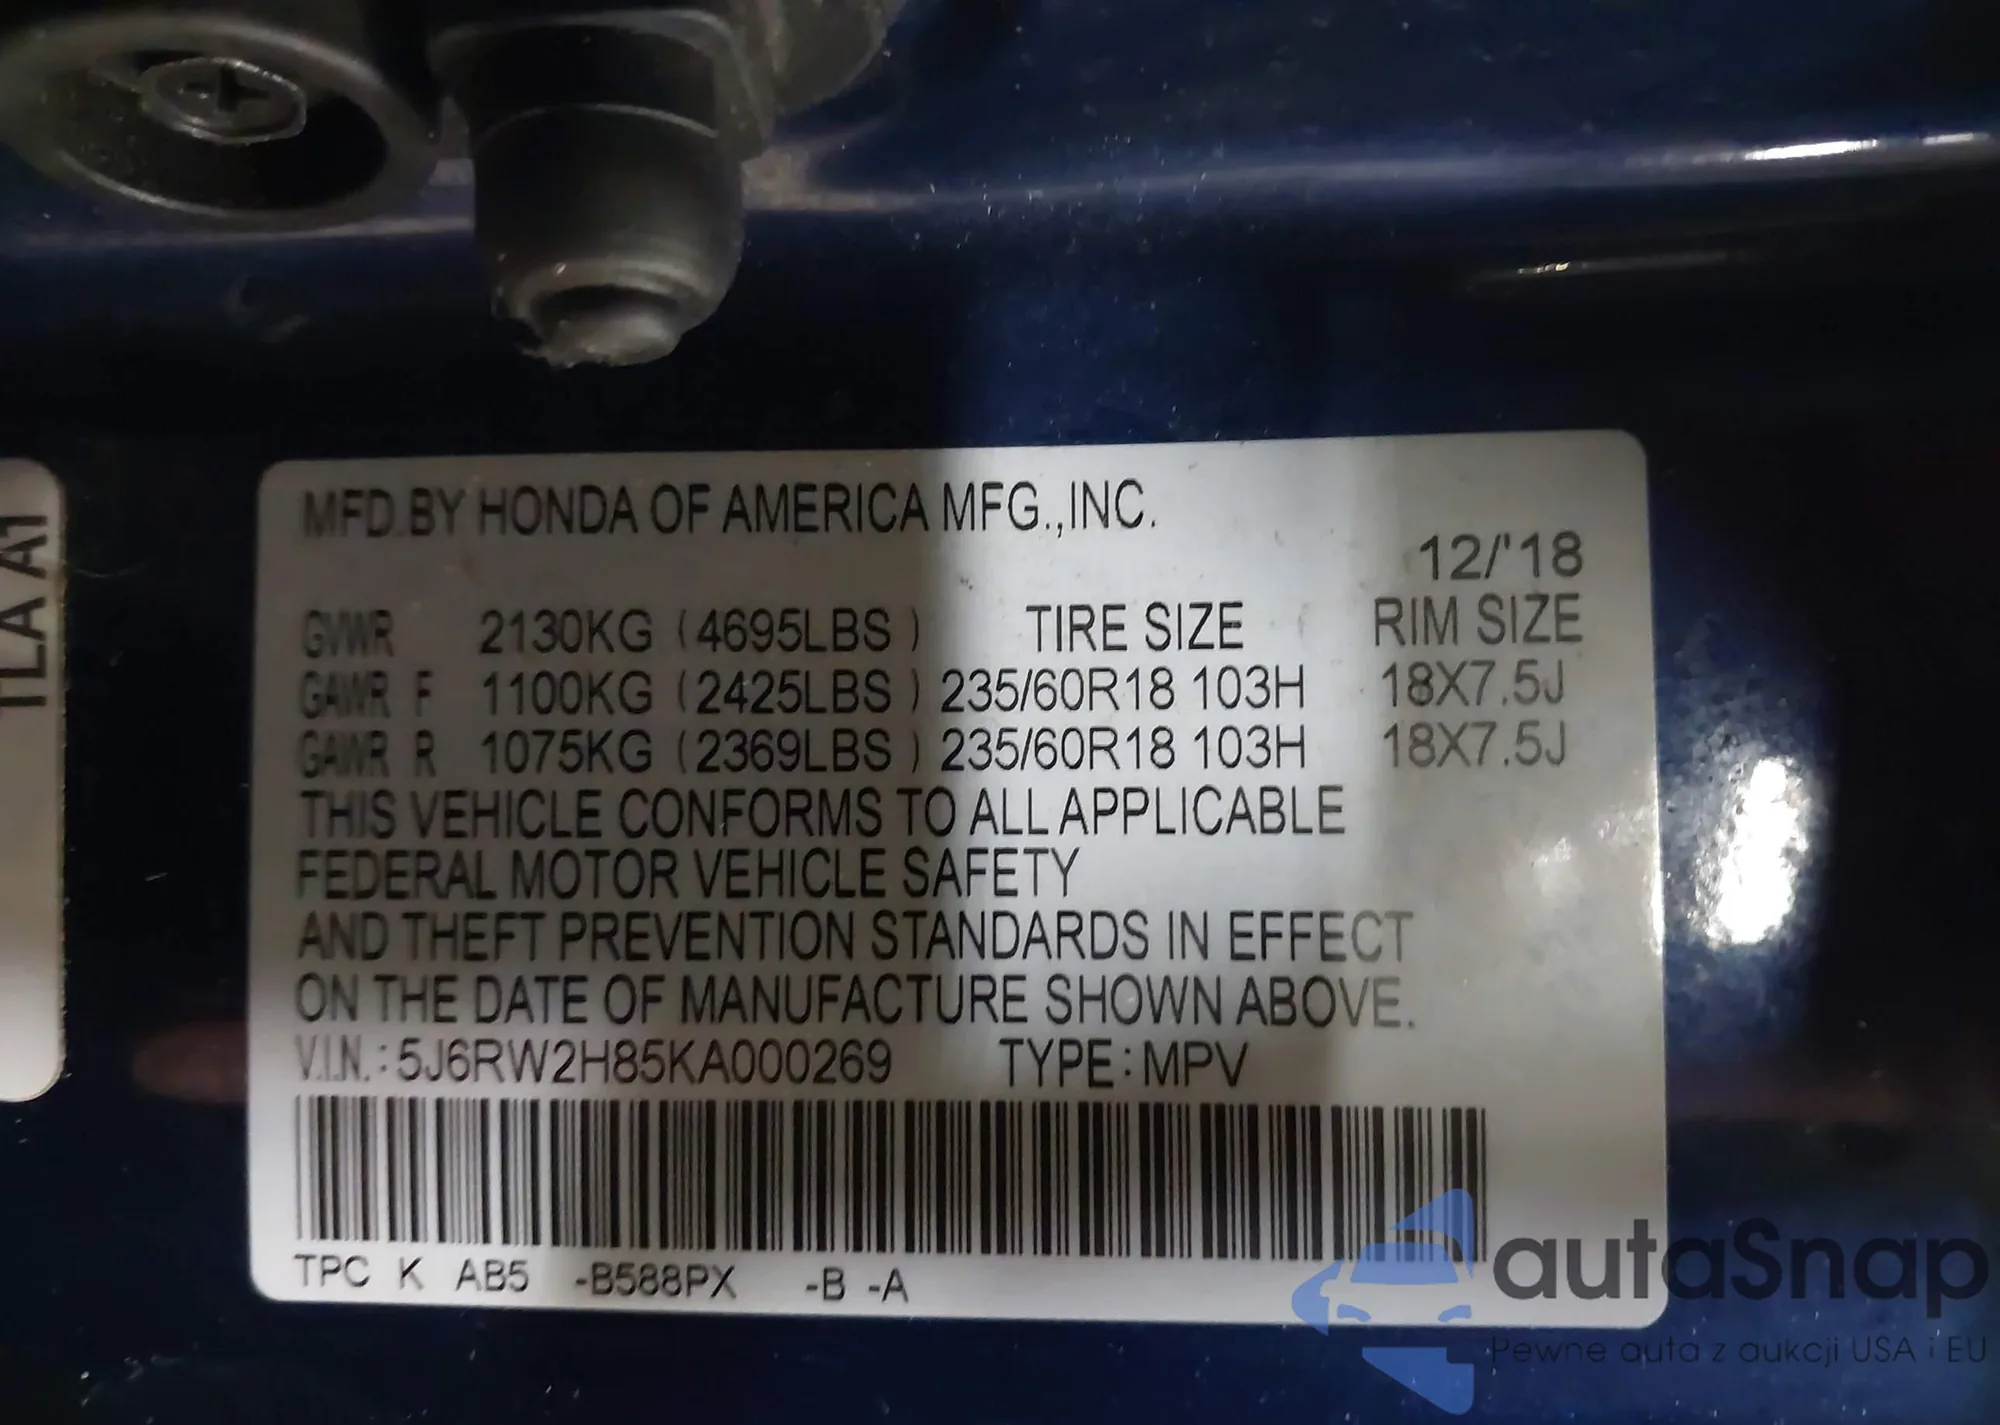 TLA A1
MFD.BY HONDA OF AMERICA MFG.,INC.
12/'18
GVWR 2130KG (4695LBS) TIRE SIZE RIM SIZE
GAWR F 1100KG (2425LBS) 235/60R18 103H 18X7.5J
GAWR R 1075KG (2369LBS) 235/60R18 103H 18X7.5J
THIS VEHICLE CONFORMS TO ALL APPLICABLE
FEDERAL MOTOR VEHICLE SAFETY
AND THEFT PREVENTION STANDARDS IN EFFECT
ON THE DATE OF MANUFACTURE SHOWN ABOVE.
V.I.N.:5J6RW2H85KA000269 TYPE:MPV
TPC K AB5 -B588PX -B -A
autaSnap
Pewne auta z aukcji USA i EU